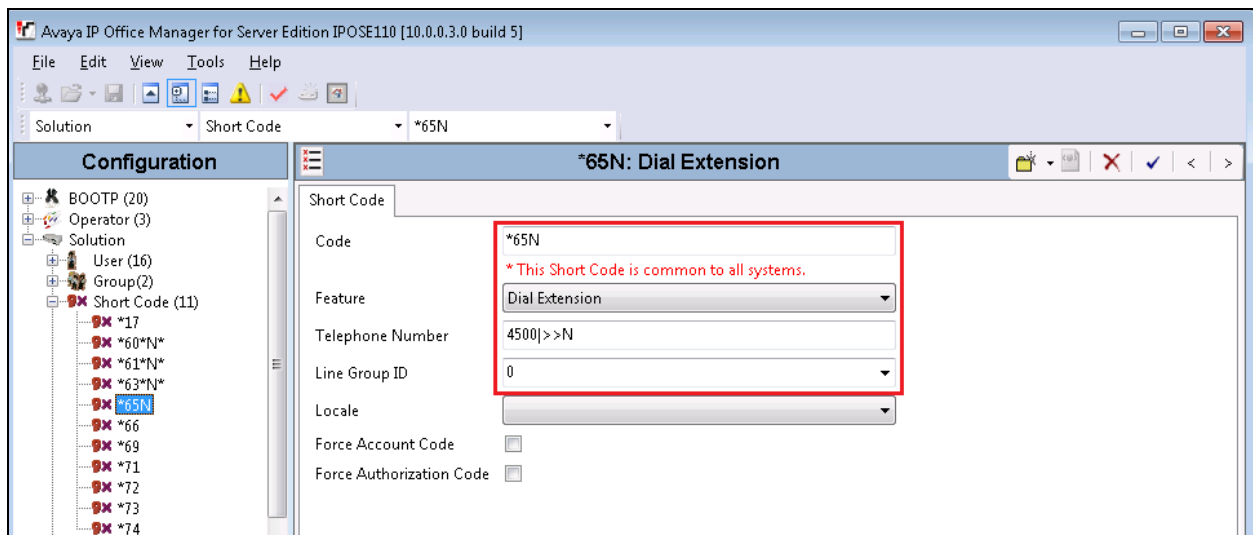 Avaya IP Office Manager for Server Edition IPOSE110 [10.0.0.3.0 build 5]
File Edit View Tools Help
Solution Short Code *65N
Configuration
*65N: Dial Extension
BOOTP (20)
Operator (3)
Solution
User (16)
Group(2)
Short Code (11)
*17
*60*N*
*61*N*
*63*N*
*65N
*66
*69
*71
*72
*73
*74
Short Code
Code *65N
* This Short Code is common to all systems.
Feature Dial Extension
Telephone Number 4500|>>N
Line Group ID 0
Locale
Force Account Code
Force Authorization Code